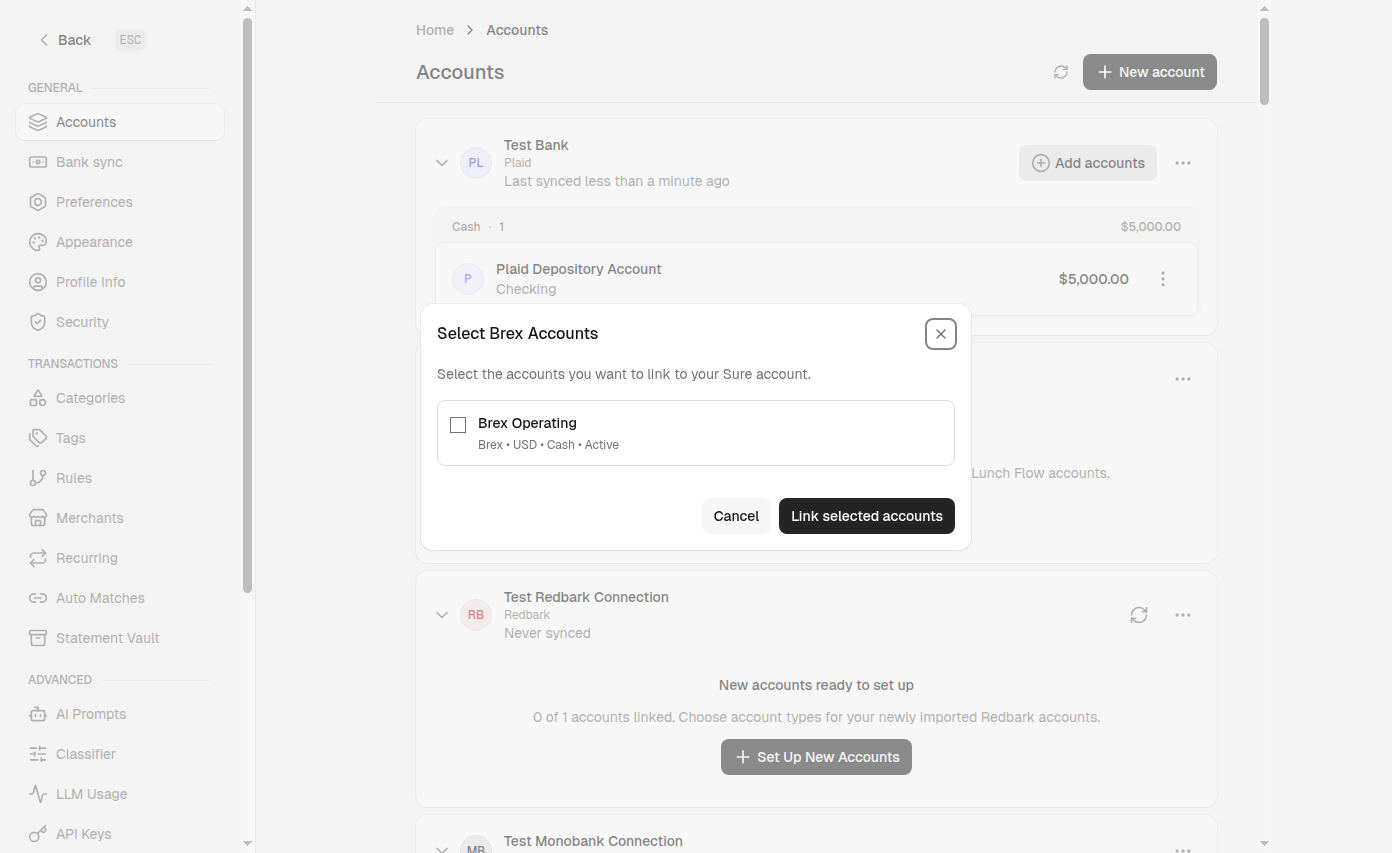 Back ESC
GENERAL
Accounts
Bank sync
Preferences
Appearance
Profile Info
Security
TRANSACTIONS
Categories
Tags
Rules
Merchants
Recurring
Auto Matches
Statement Vault
ADVANCED
AI Prompts
Classifier
LLM Usage
API Keys
Home > Accounts
Accounts
New account
PL
Test Bank
Plaid
Last synced less than a minute ago
Add accounts
Cash · 1 $5,000.00
P
Plaid Depository Account
Checking
$5,000.00
Select Brex Accounts
Select the accounts you want to link to your Sure account.
Brex Operating
Brex • USD • Cash • Active
Cancel
Link selected accounts
Lunch Flow accounts.
RB
Test Redbark Connection
Redbark
Never synced
New accounts ready to set up
0 of 1 accounts linked. Choose account types for your newly imported Redbark accounts.
Set Up New Accounts
MB
Test Monobank Connection